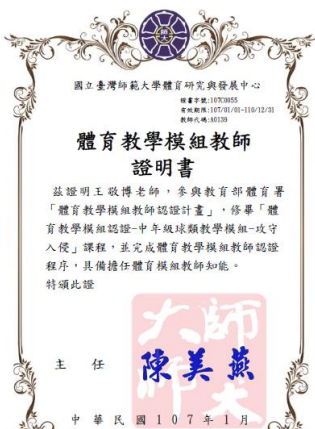 師大
國立臺灣師範大學體育研究與發展中心
證書字號:107C0055
有效期限:107/01/01-110/12/31
教師代碼:A0139
體育教學模組教師
證明書
茲證明王敬博老師，參與教育部體育署
「體育教學模組教師認證計畫」，修畢「體
育教學模組認證-中年級球類教學模組-攻守
入侵」課程，並完成體育教學模組教師認證
程序，具備擔任體育模組教師知能。
特頒此證
師大
師大
主 任 陳美燕
中華民國107年1月